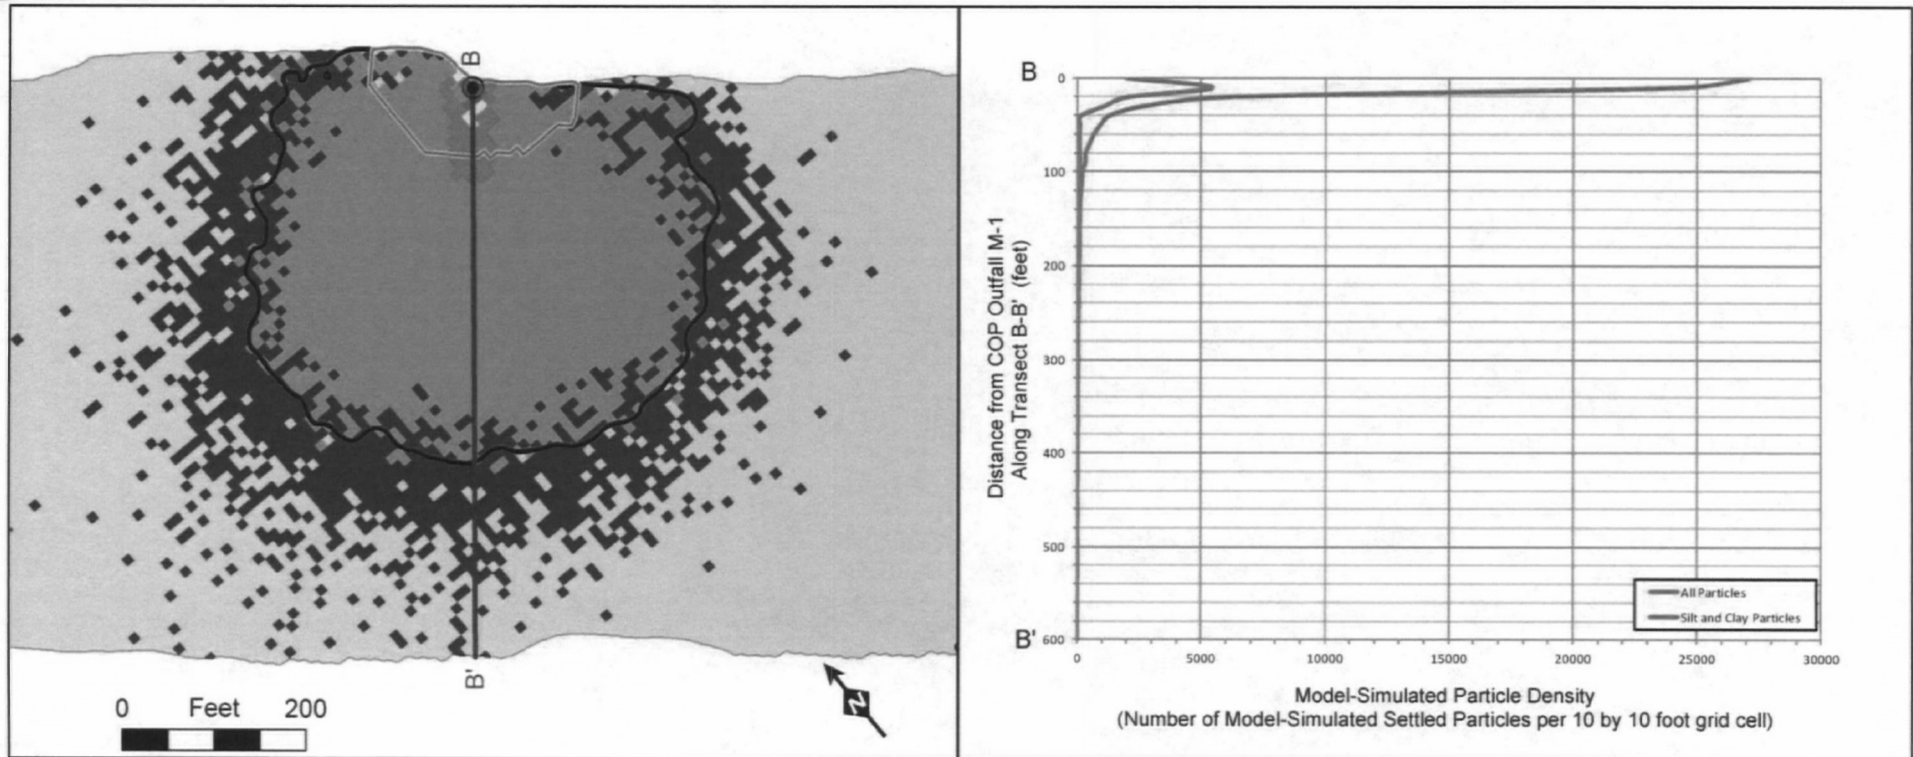 B
B'
0 Feet 200
N
B
0
100
200
300
400
500
B' 600
Distance from COP Outfall M-1
Along Transect B-B' (feet)
All Particles
Silt and Clay Particles
0 5000 10000 15000 20000 25000 30000
Model-Simulated Particle Density
(Number of Model-Simulated Settled Particles per 10 by 10 foot grid cell)